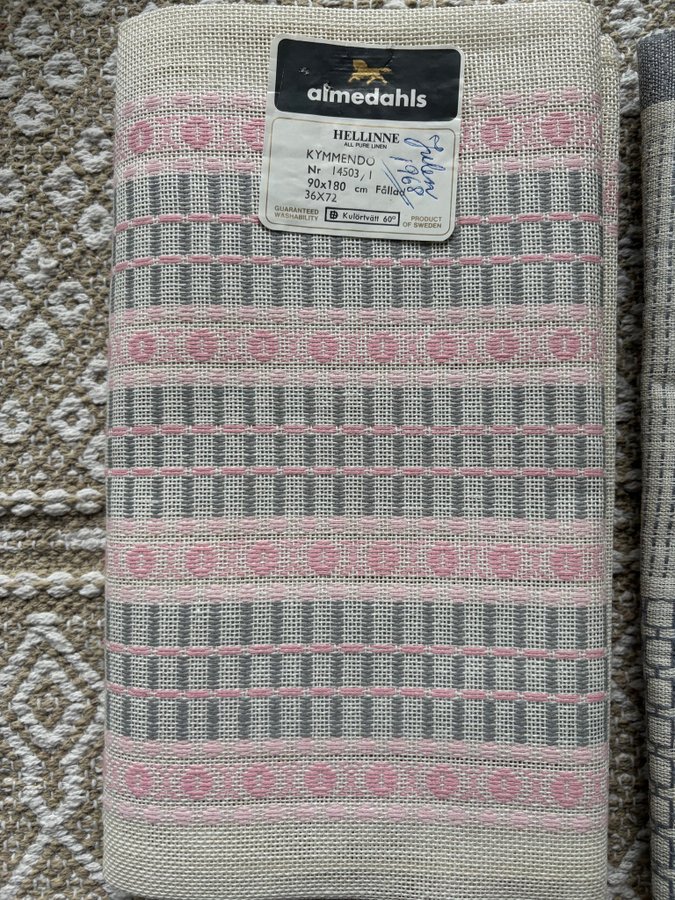 almedahls
HELLINNE
ALL PURE LINEN
KYMMENDÖ
Nr 14503/1
90x180 cm Fållad
36X72
Julen
1968
GUARANTEED
WASHABILITY
Kulörtvätt 60°
PRODUCT
OF SWEDEN